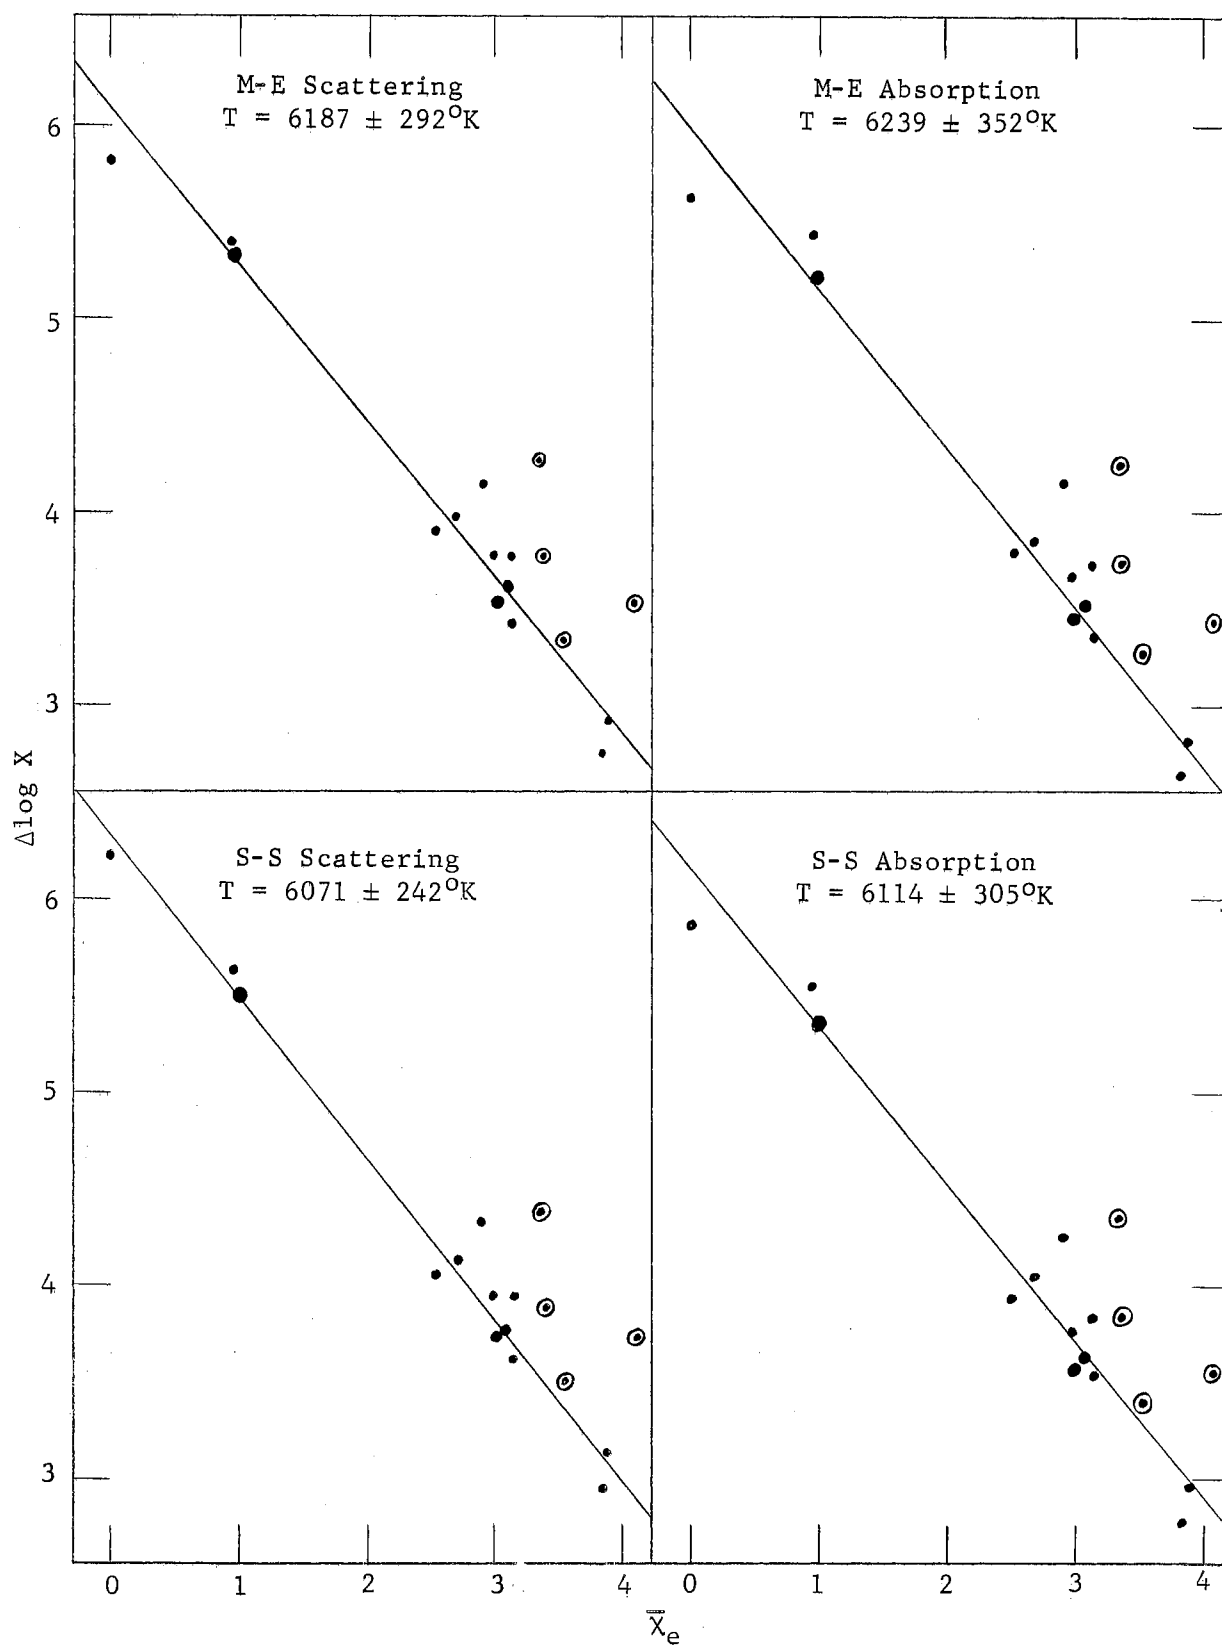 M-E Scattering
T = 6187 ± 292°K
M-E Absorption
T = 6239 ± 352°K
6
5
4
3
Δlog X
S-S Scattering
T = 6071 ± 242°K
S-S Absorption
T = 6114 ± 305°K
6
5
4
3
0 1 2 3 4
0 1 2 3 4
χ̅e